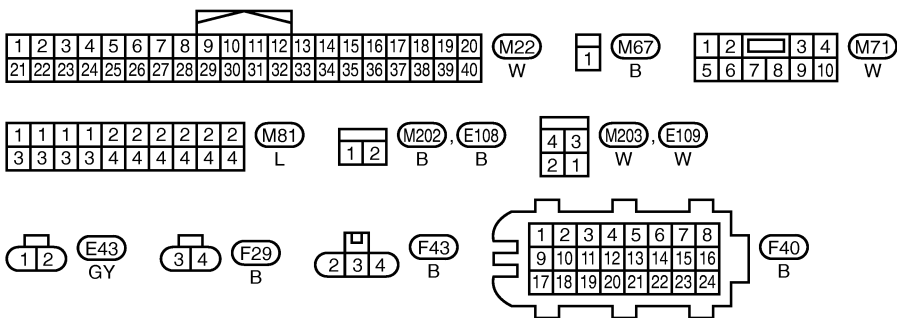 1 2 3 4 5 6 7 8 9 10 11 12 13 14 15 16 17 18 19 20 M22
21 22 23 24 25 26 27 28 29 30 31 32 33 34 35 36 37 38 39 40 W
1 M67
B
1 2 3 4 M71
5 6 7 8 9 10 W
1 1 1 1 2 2 2 2 2 2 M81
3 3 3 3 4 4 4 4 4 4 L
1 2 M202 , E108
B B
4 3 M203 , E109
2 1 W W
1 2 E43
GY
3 4 F29
B
2 3 4 F43
B
1 2 3 4 5 6 7 8
9 10 11 12 13 14 15 16 F40
17 18 19 20 21 22 23 24 B